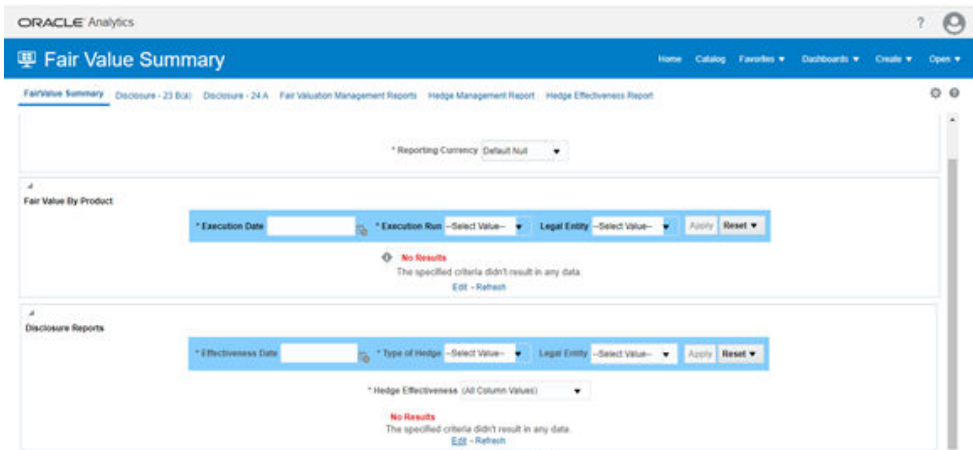 ORACLE Analytics ?
Fair Value Summary Home Catalog Favorites Dashboards Create Open
FairValue Summary Disclosure - 23 B(a) Disclosure - 24 A Fair Valuation Management Reports Hedge Management Report Hedge Effectiveness Report
* Reporting Currency Default Null
Fair Value By Product
* Execution Date * Execution Run --Select Value-- Legal Entity --Select Value-- Apply Reset
No Results
The specified criteria didn't result in any data.
Edit - Refresh
Disclosure Reports
* Effectiveness Date * Type of Hedge --Select Value-- Legal Entity --Select Value-- Apply Reset
* Hedge Effectiveness (All Column Values)
No Results
The specified criteria didn't result in any data.
Edit - Refresh